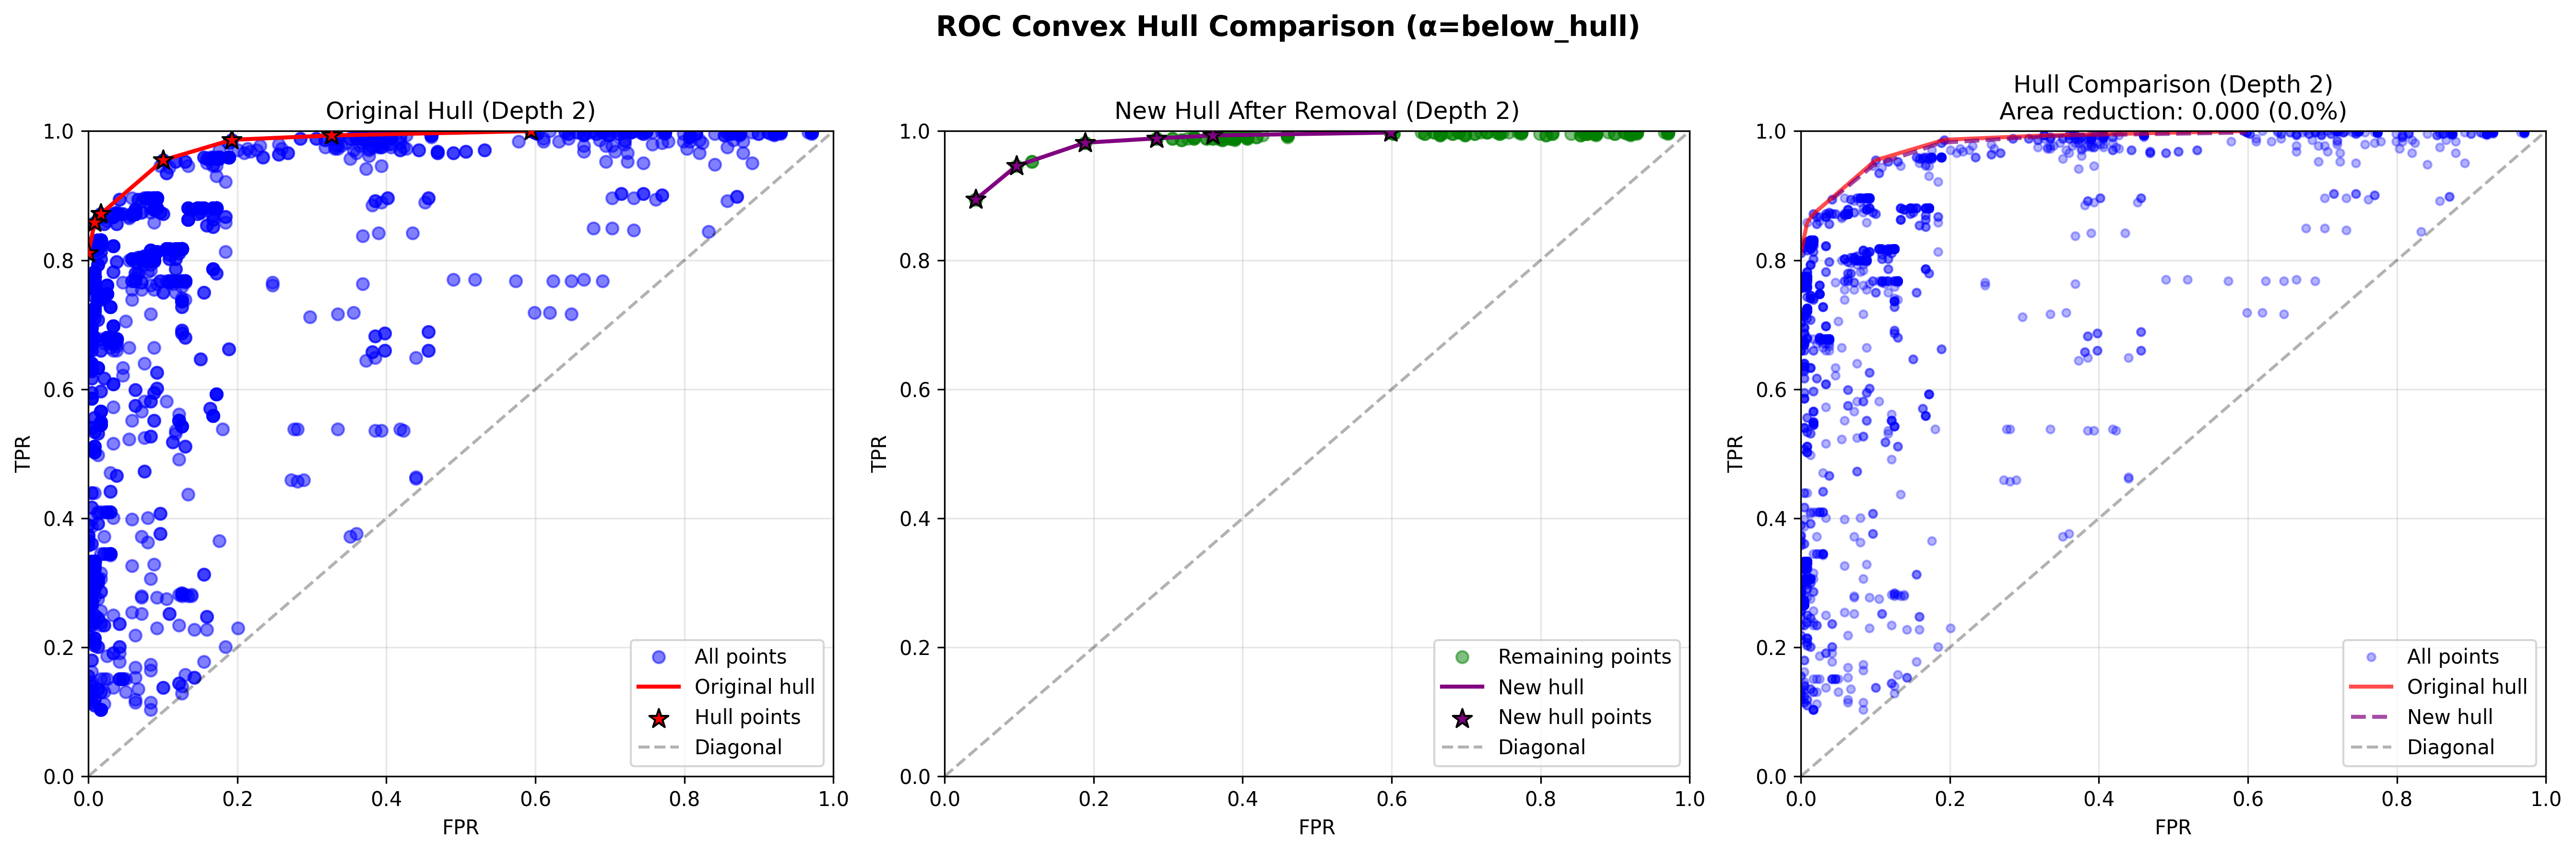 ROC Convex Hull Comparison (α=below_hull)
Original Hull (Depth 2)
1.0
0.8
0.6
0.4
0.2
0.0
TPR
0.0 0.2 0.4 0.6 0.8 1.0
FPR
All points
Original hull
Hull points
Diagonal
New Hull After Removal (Depth 2)
1.0
0.8
0.6
0.4
0.2
0.0
TPR
0.0 0.2 0.4 0.6 0.8 1.0
FPR
Remaining points
New hull
New hull points
Diagonal
Hull Comparison (Depth 2)
Area reduction: 0.000 (0.0%)
1.0
0.8
0.6
0.4
0.2
0.0
TPR
0.0 0.2 0.4 0.6 0.8 1.0
FPR
All points
Original hull
New hull
Diagonal